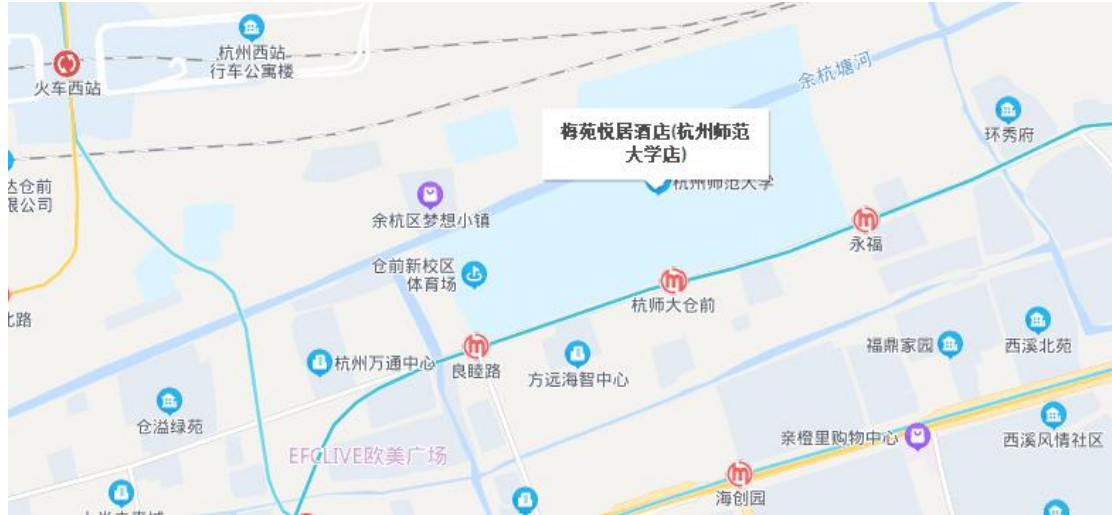 杭州西站
行车公寓楼
火车西站
余杭塘河
梅苑悦居酒店(杭州师范
大学店)
环秀府
达仓前
限公司
杭州师范大学
余杭区梦想小镇
永福
仓前新校区
体育场
杭师大仓前
北路
福鼎家园
西溪北苑
杭州万通中心
良睦路
方远海智中心
仓溢绿苑
亲橙里购物中心
西溪风情社区
EFCLIVE欧美广场
海创园